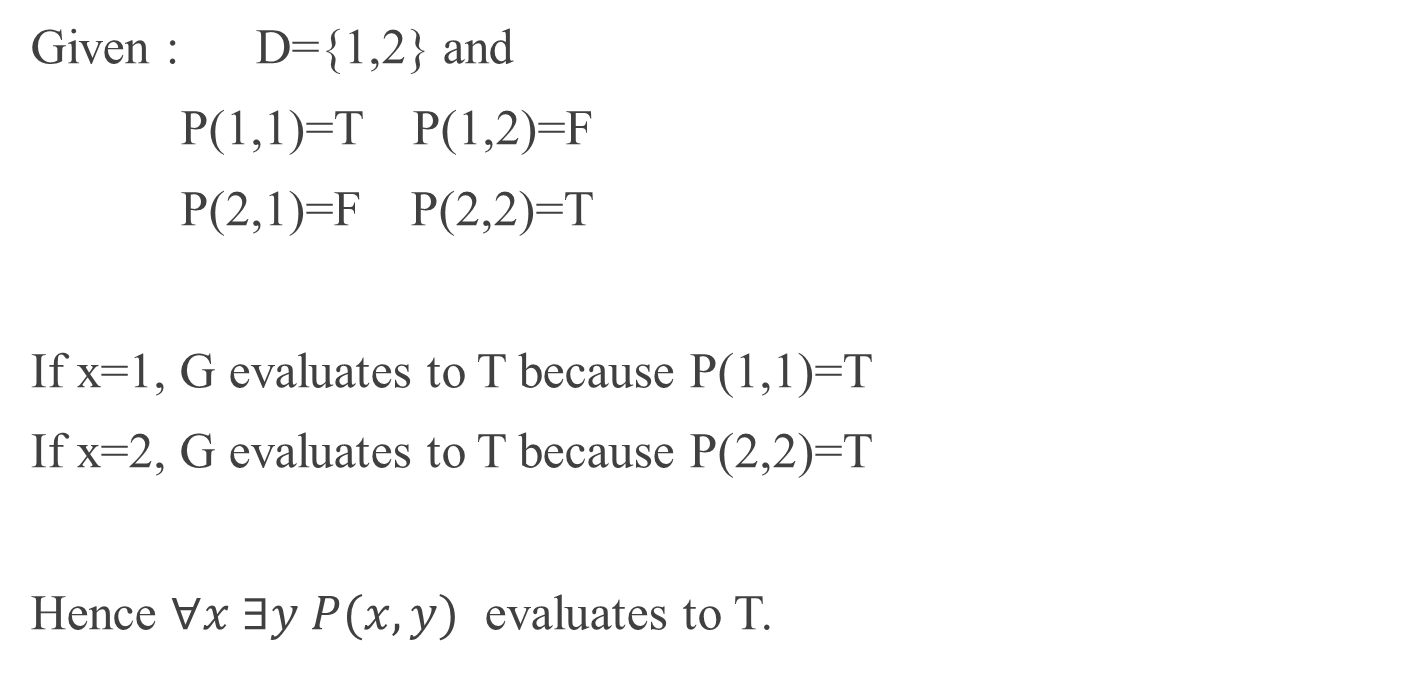 Given :      D={1,2} and
P(1,1)=T    P(1,2)=F
P(2,1)=F    P(2,2)=T
If x=1, G evaluates to T because P(1,1)=T
If x=2, G evaluates to T because P(2,2)=T
Hence ∀x ∃y P(x,y)  evaluates to T.